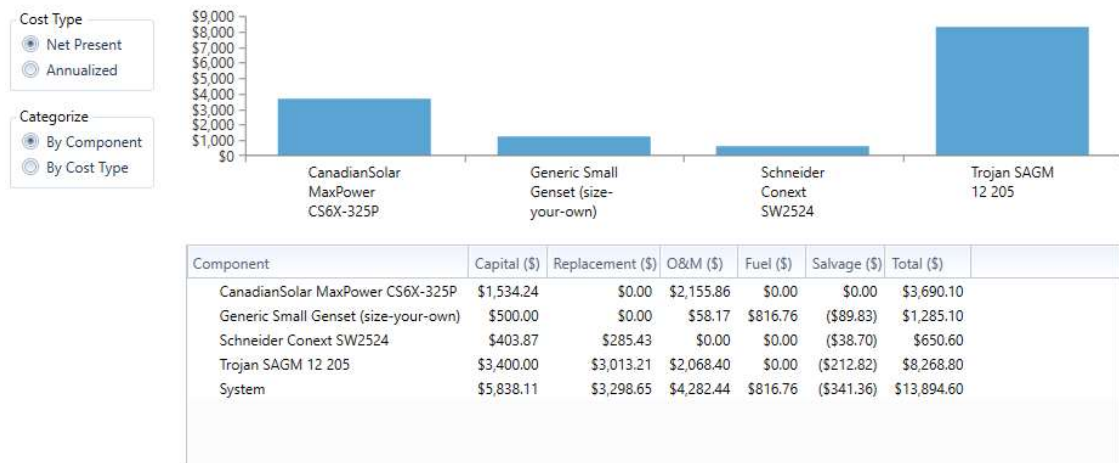 Cost Type
Net Present
Annualized
Categorize
By Component
By Cost Type
$9,000
$8,000
$7,000
$6,000
$5,000
$4,000
$3,000
$2,000
$1,000
$0
CanadianSolar
MaxPower
CS6X-325P
Generic Small
Genset (size-
your-own)
Schneider
Conext
SW2524
Trojan SAGM
12 205
Component Capital ($) Replacement ($) O&M ($) Fuel ($) Salvage ($) Total ($)
CanadianSolar MaxPower CS6X-325P $1,534.24 $0.00 $2,155.86 $0.00 $0.00 $3,690.10
Generic Small Genset (size-your-own) $500.00 $0.00 $58.17 $816.76 ($89.83) $1,285.10
Schneider Conext SW2524 $403.87 $285.43 $0.00 $0.00 ($38.70) $650.60
Trojan SAGM 12 205 $3,400.00 $3,013.21 $2,068.40 $0.00 ($212.82) $8,268.80
System $5,838.11 $3,298.65 $4,282.44 $816.76 ($341.36) $13,894.60